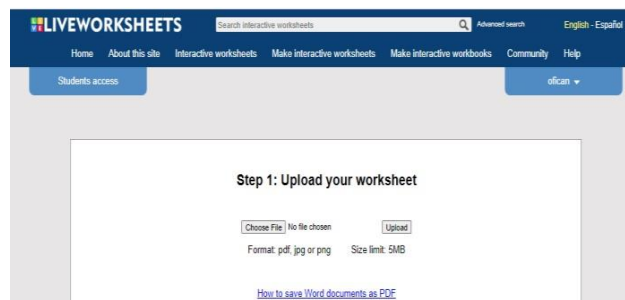 LIVEWORKSHEETS Search interactive worksheets Advanced search English - Español
Home About this site Interactive worksheets Make interactive worksheets Make interactive workbooks Community Help
Students access ofican
Step 1: Upload your worksheet
Choose File No file chosen Upload
Format: pdf, jpg or png Size limit: 5MB
How to save Word documents as PDF